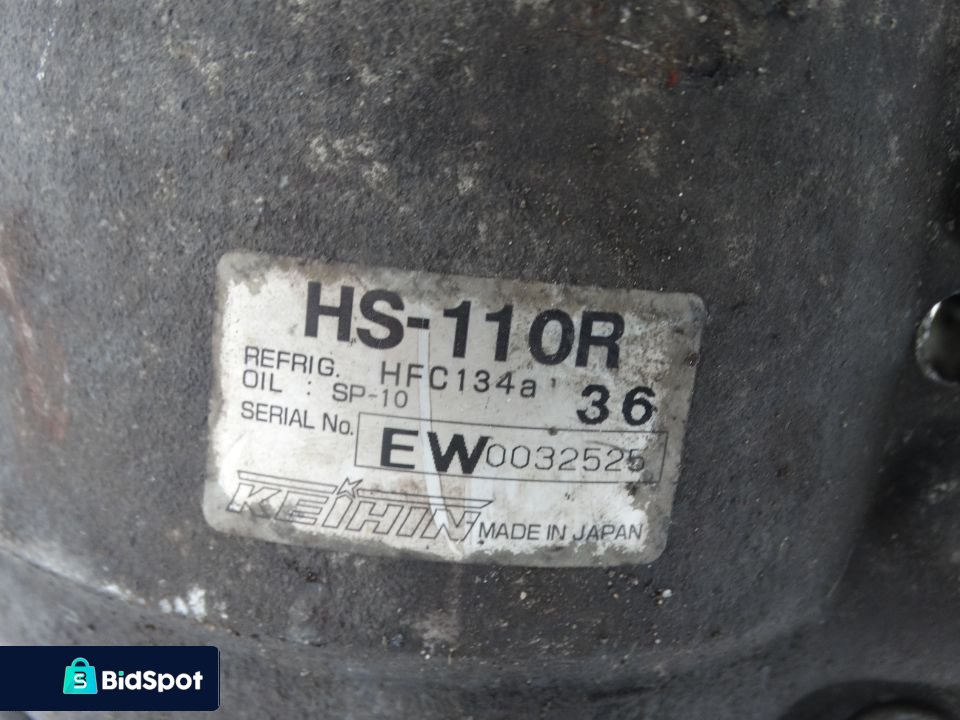 HS-110R
REFRIG. HFC134a
OIL : SP-10
36
SERIAL No. EW0032525
KEIHIN MADE IN JAPAN
BidSpot